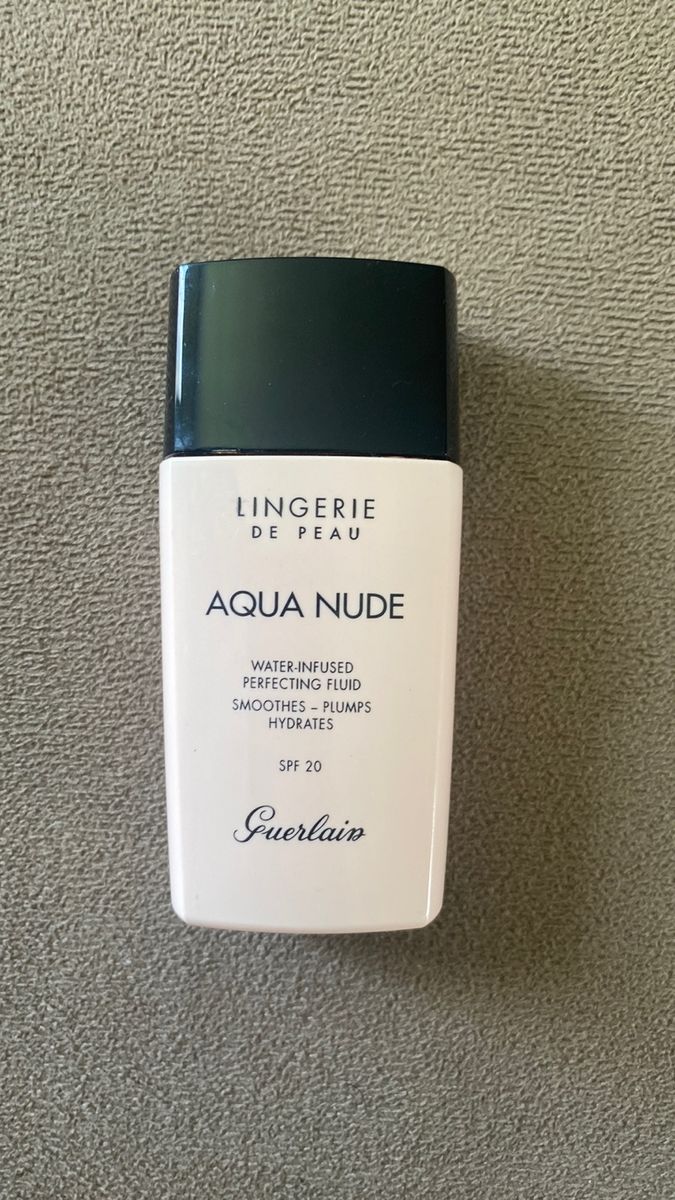 LINGERIE
DE PEAU
AQUA NUDE
WATER-INFUSED
PERFECTING FLUID
SMOOTHES – PLUMPS
HYDRATES
SPF 20
Guerlain